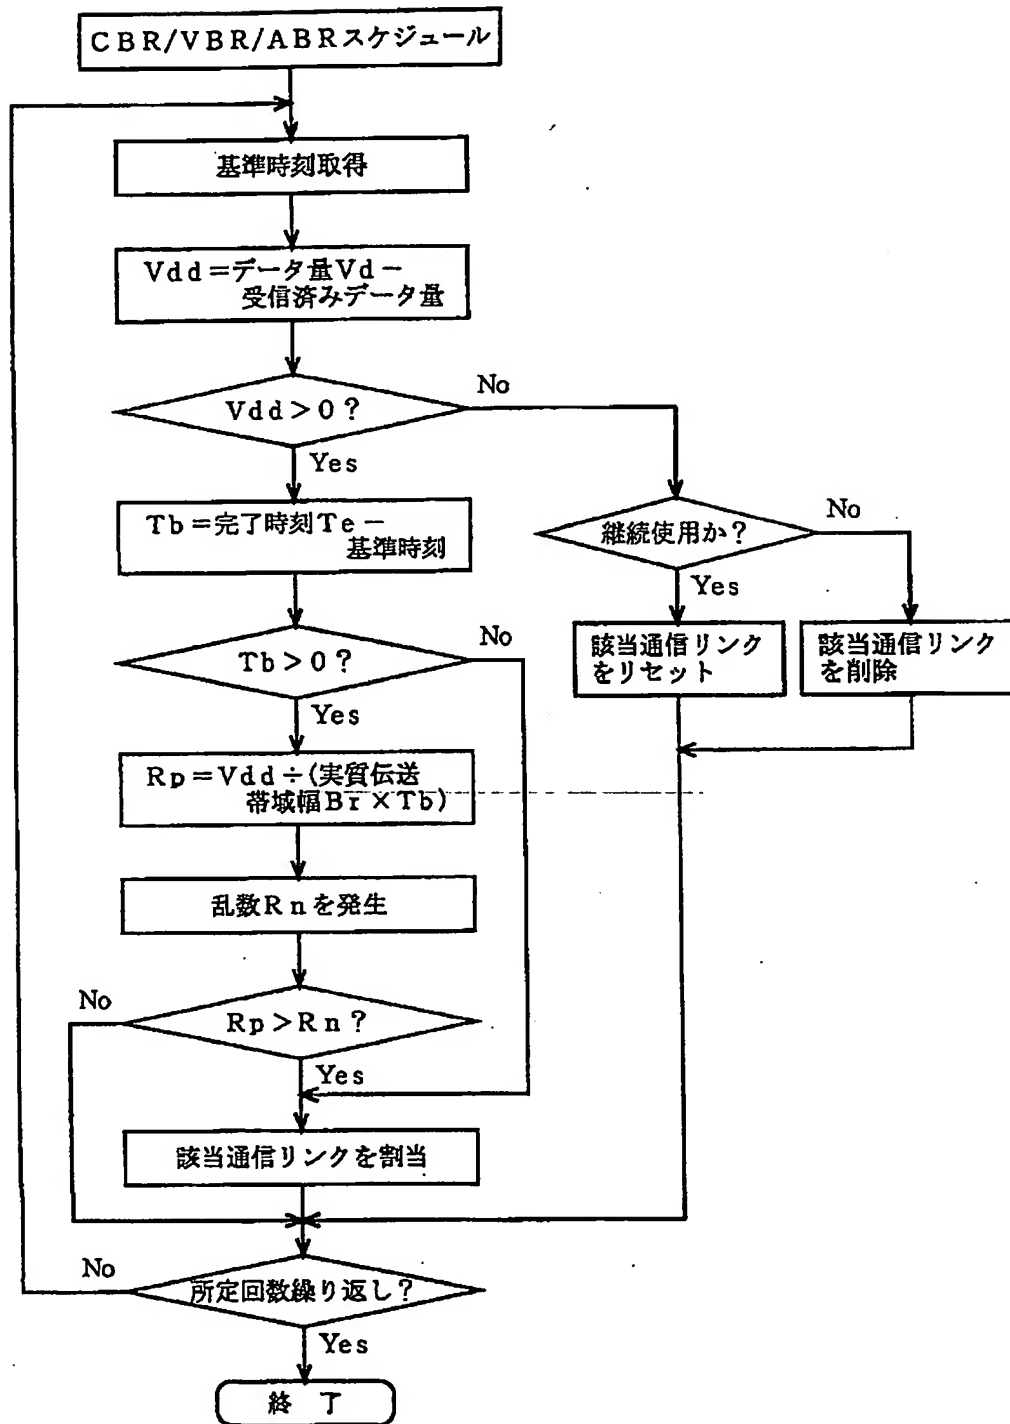 CBR/VBR/ABRスケジュール
基準時刻取得
Vdd=データ量Vd-
受信済みデータ量
Vdd>0?
No
Yes
Tb=完了時刻Te-
基準時刻
継続使用か?
No
Yes
該当通信リンク
をリセット
該当通信リンク
を削除
Tb>0?
No
Yes
Rp=Vdd÷(実質伝送
帯域幅Br×Tb)
乱数Rnを発生
Rp>Rn?
No
Yes
該当通信リンクを割当
所定回数繰り返し?
No
Yes
終了